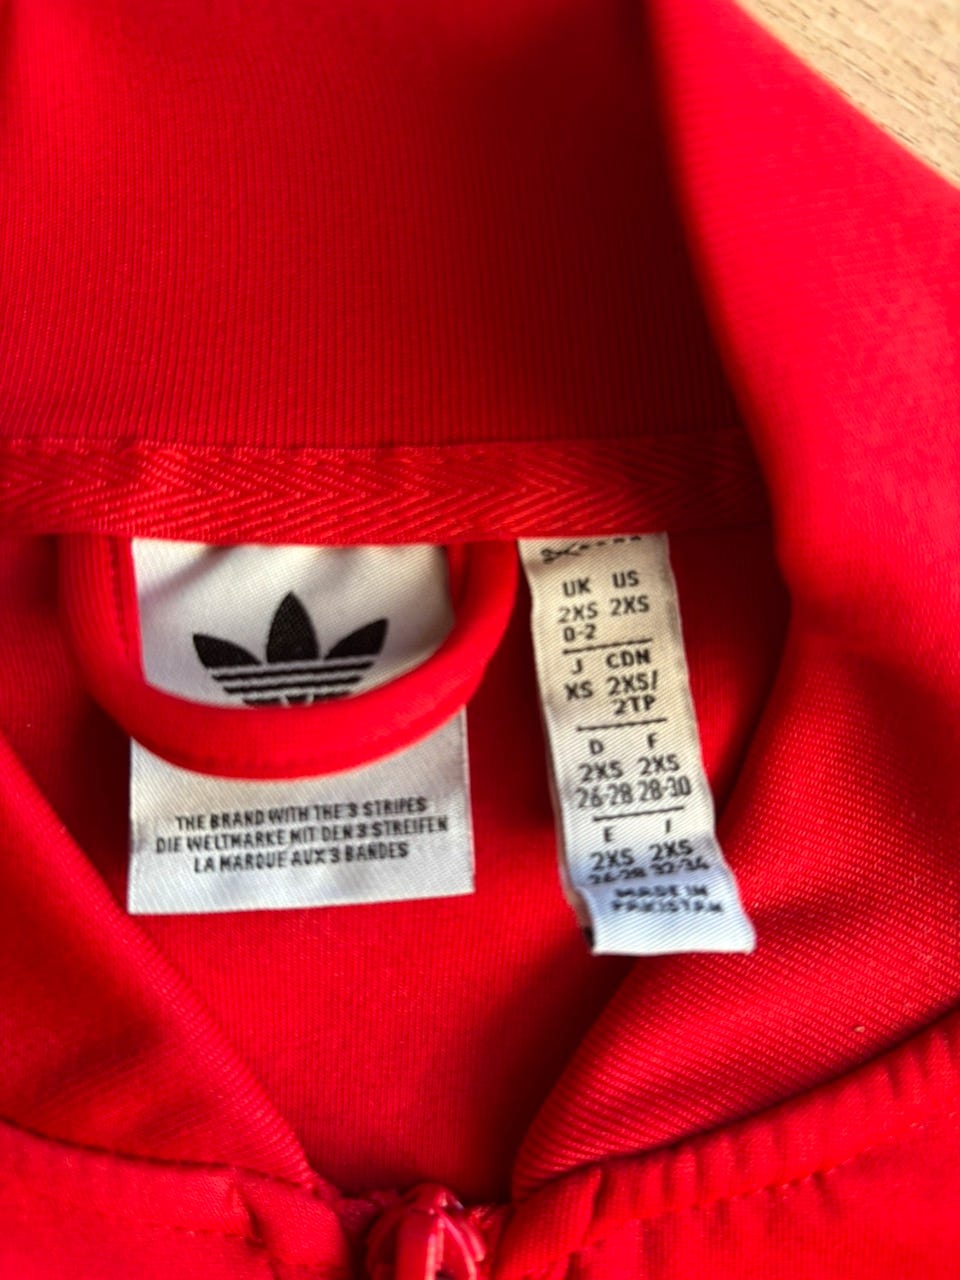 THE BRAND WITH THE 3 STRIPES
DIE WELTMARKE MIT DEN 3 STREIFEN
LA MARQUE AUX 3 BANDES
UK US
2XS 2XS
0-2
J CDN
XS 2XS/
2TP
D F
2XS 2XS
26-28 28-30
E I
2XS 2XS
32-34
MADE IN
PAKISTAN